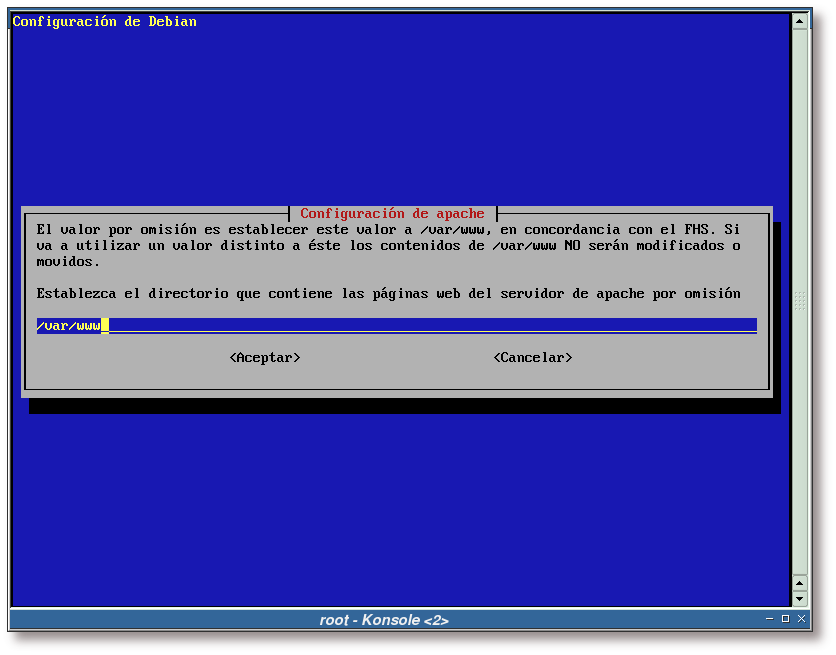 Configuración de Debian
Configuración de apache
El valor por omisión es establecer este valor a /var/www, en concordancia con el FHS. Si
va a utilizar un valor distinto a éste los contenidos de /var/www NO serán modificados o
movidos.
Establezca el directorio que contiene las páginas web del servidor de apache por omisión
/var/www
<Aceptar> <Cancelar>
root - Konsole <2>